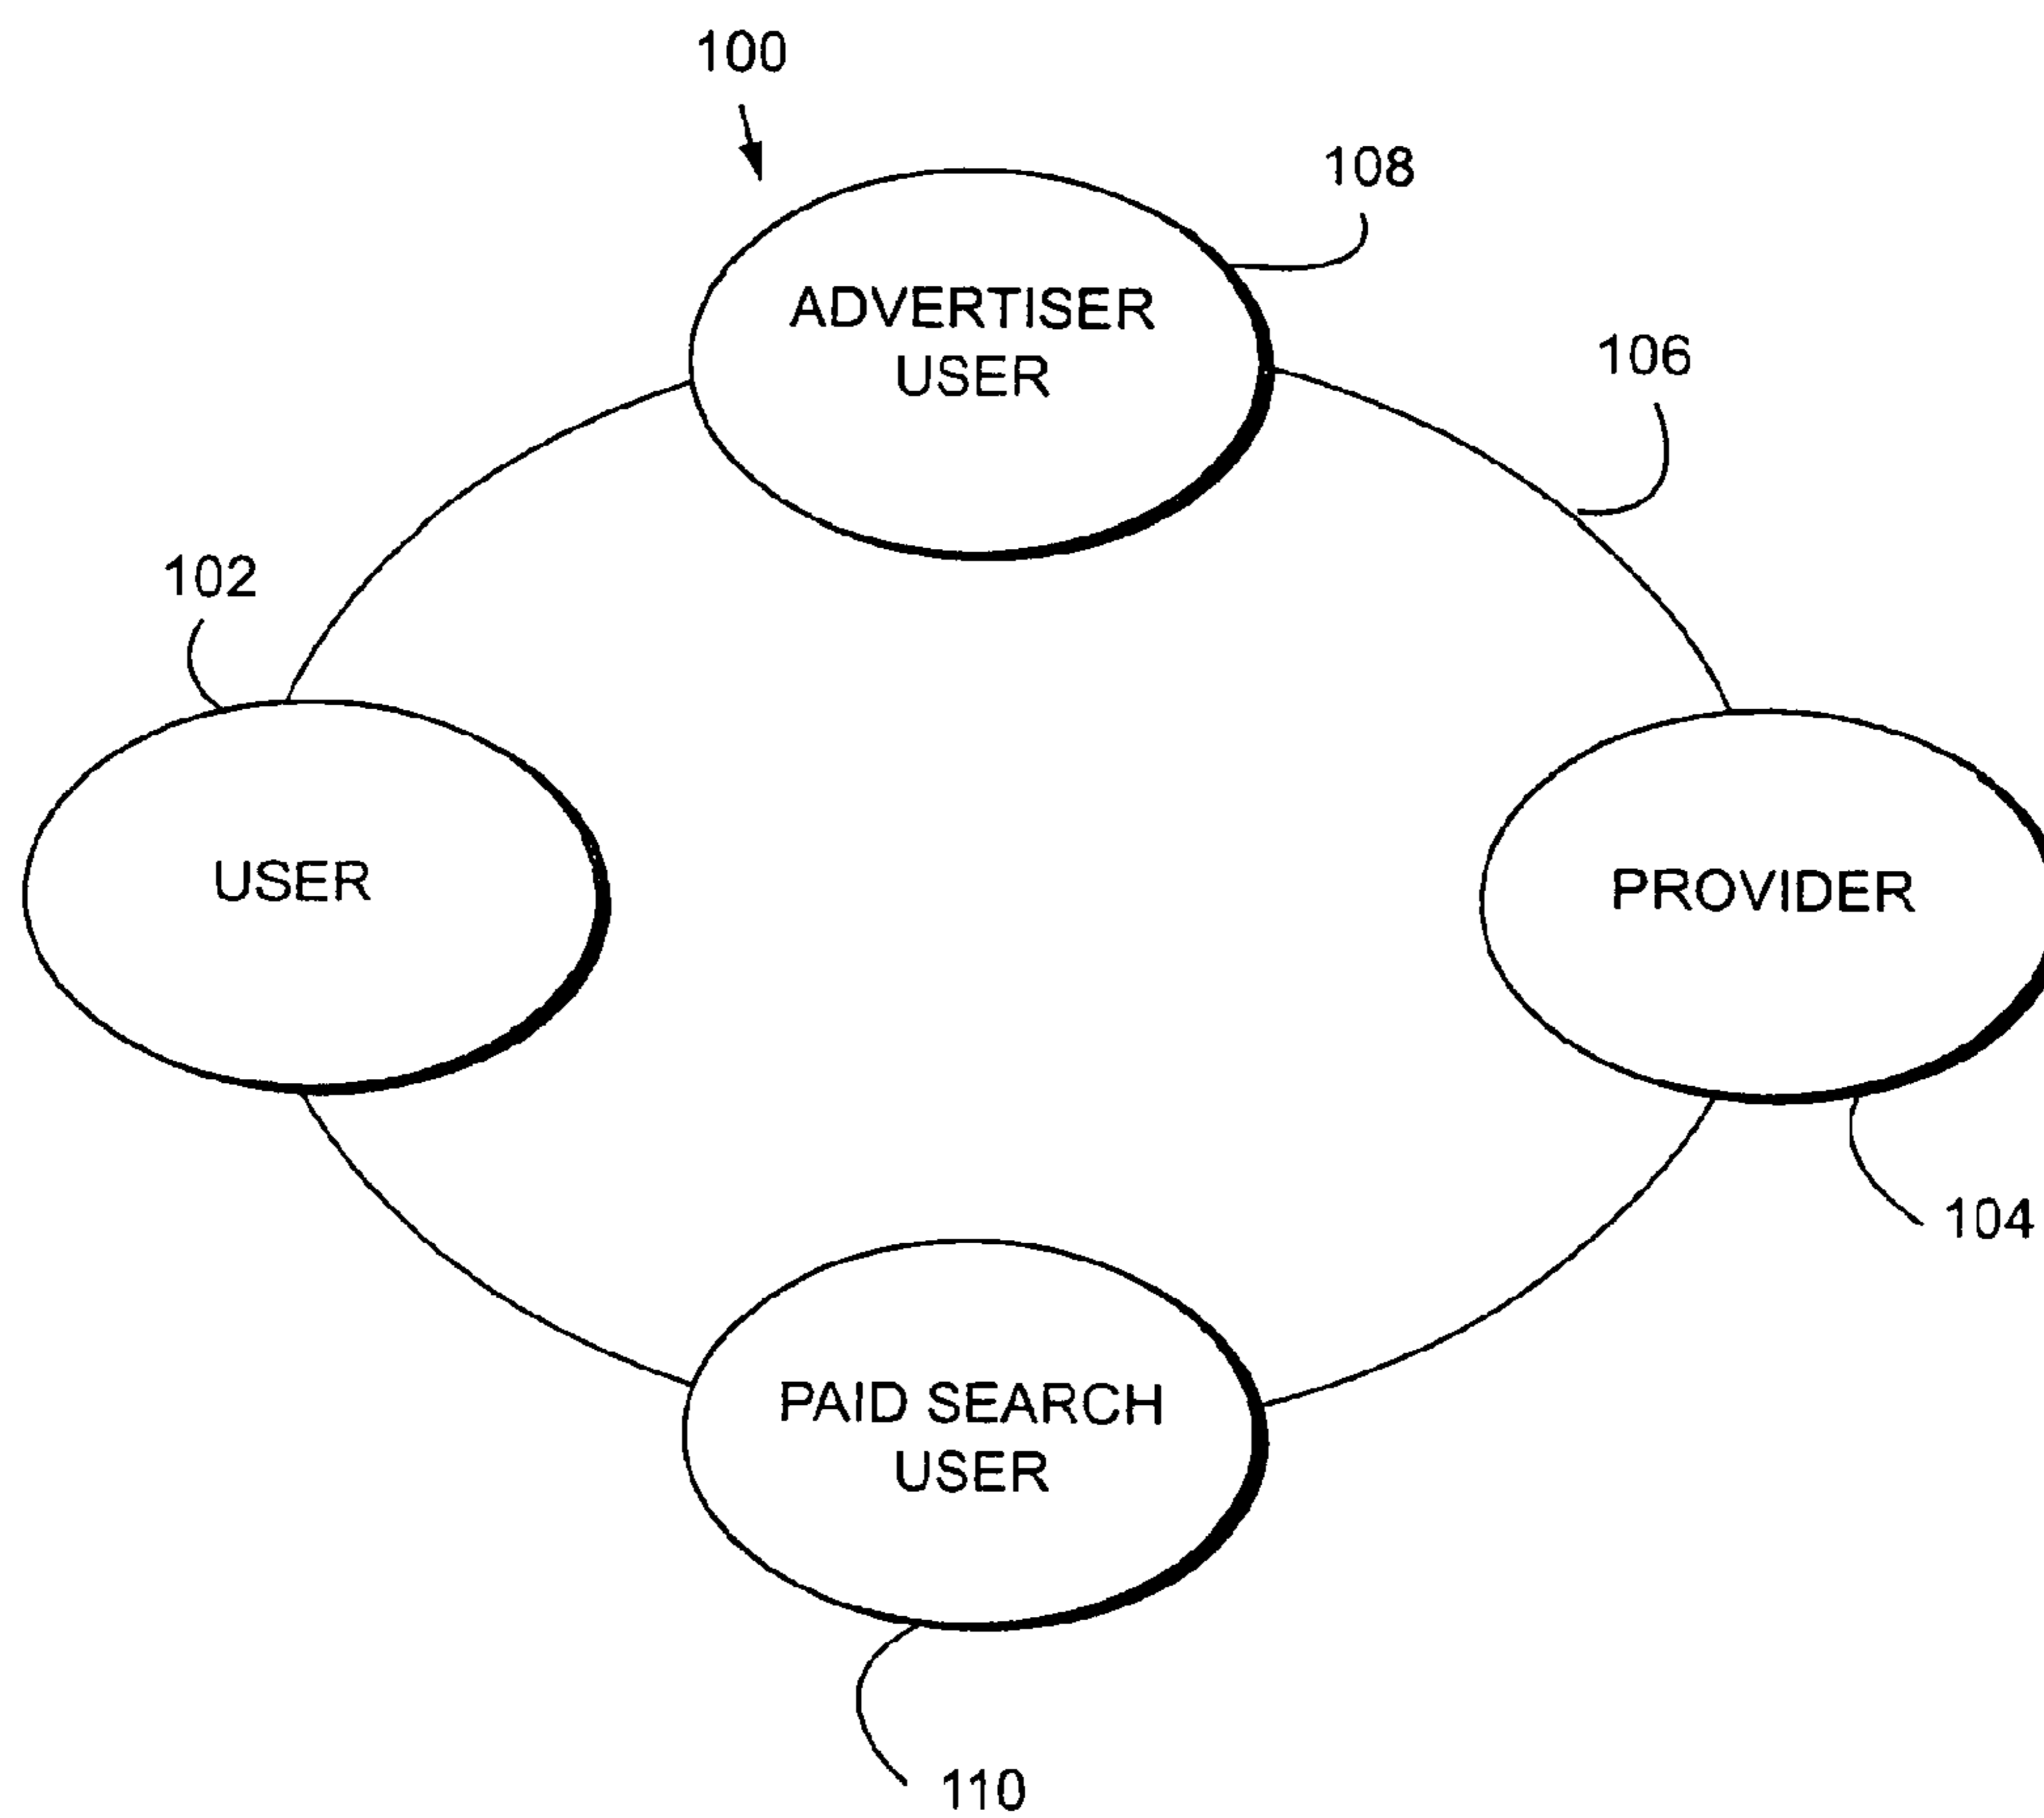 100
108
ADVERTISER
USER
106
102
USER
PROVIDER
104
PAID SEARCH
USER
110